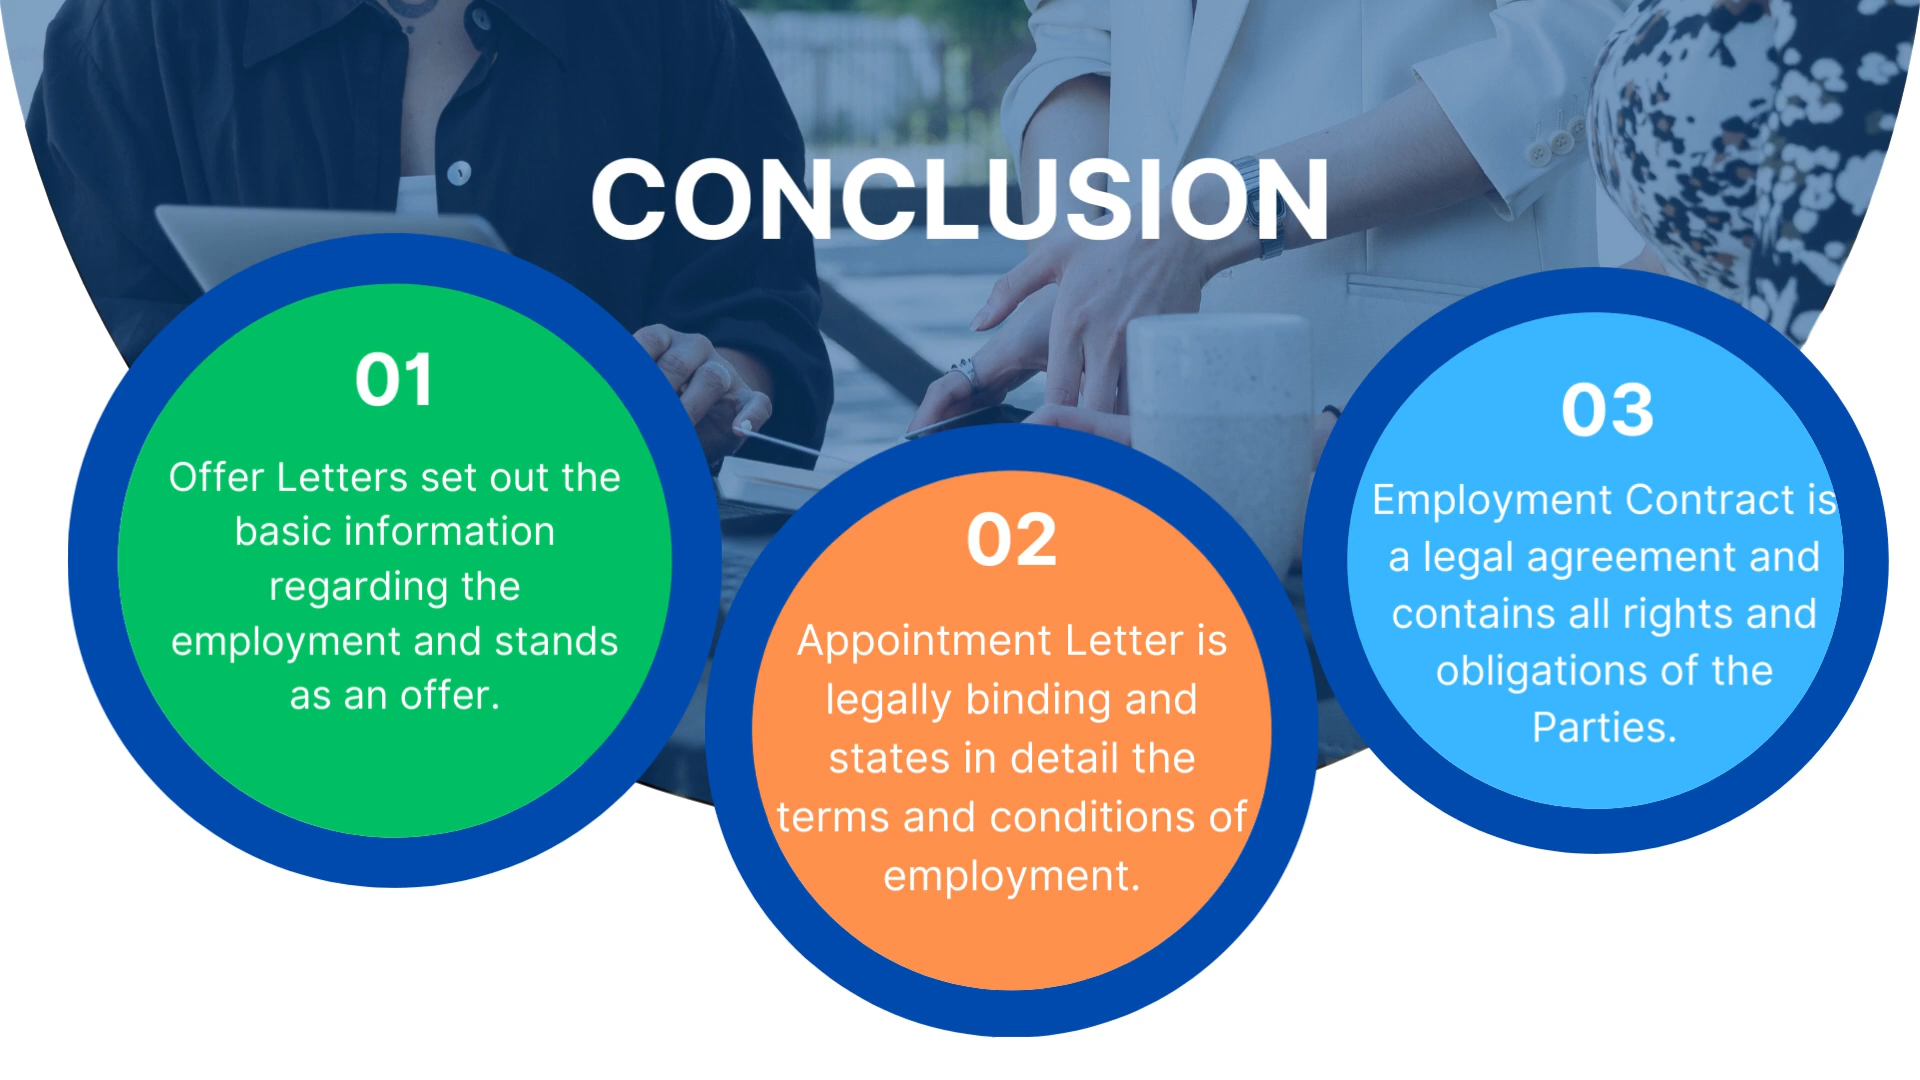 CONCLUSION
01
Offer Letters set out the
basic information
regarding the
employment and stands
as an offer.
02
Appointment Letter is
legally binding and
states in detail the
terms and conditions of
employment.
03
Employment Contract is
a legal agreement and
contains all rights and
obligations of the
Parties.